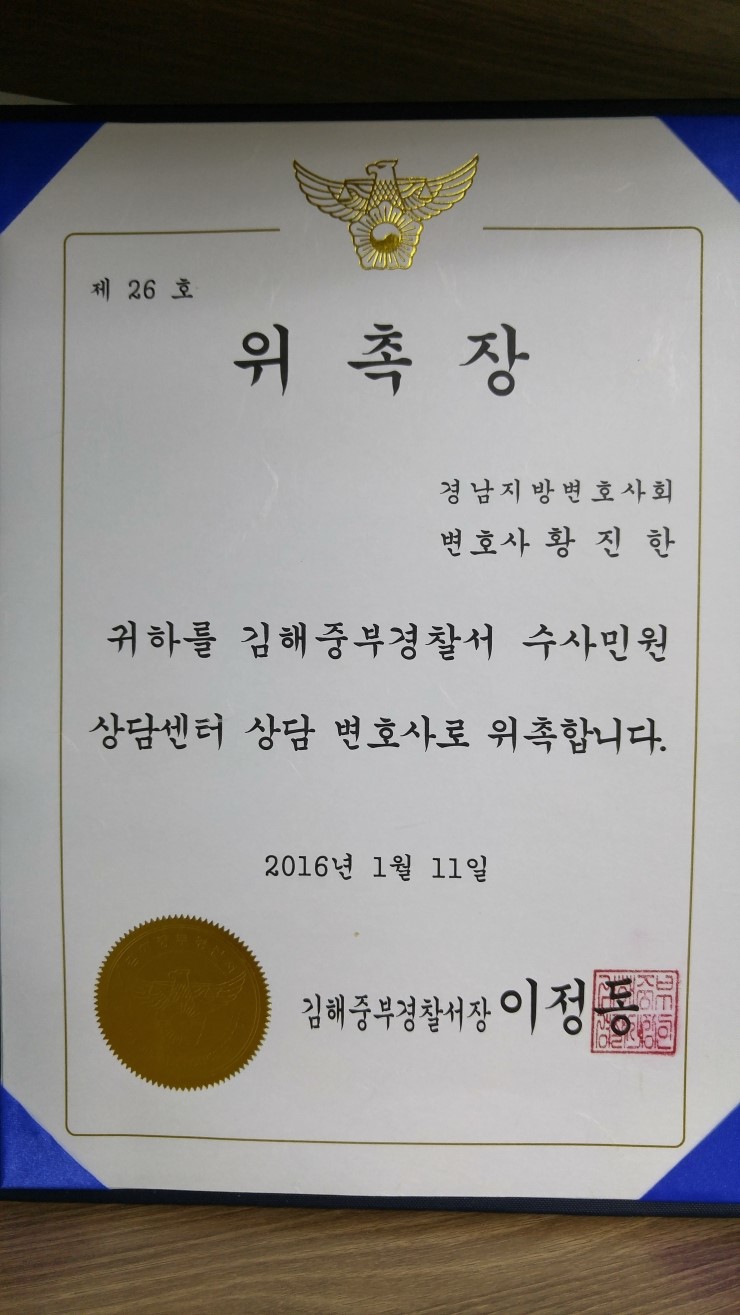 제 26 호
위 촉 장
경남지방변호사회
변호사 황 진 한
귀하를 김해중부경찰서 수사민원
상담센터 상담 변호사로 위촉합니다.
2016년 1월 11일
김해중부경찰서장 이정동